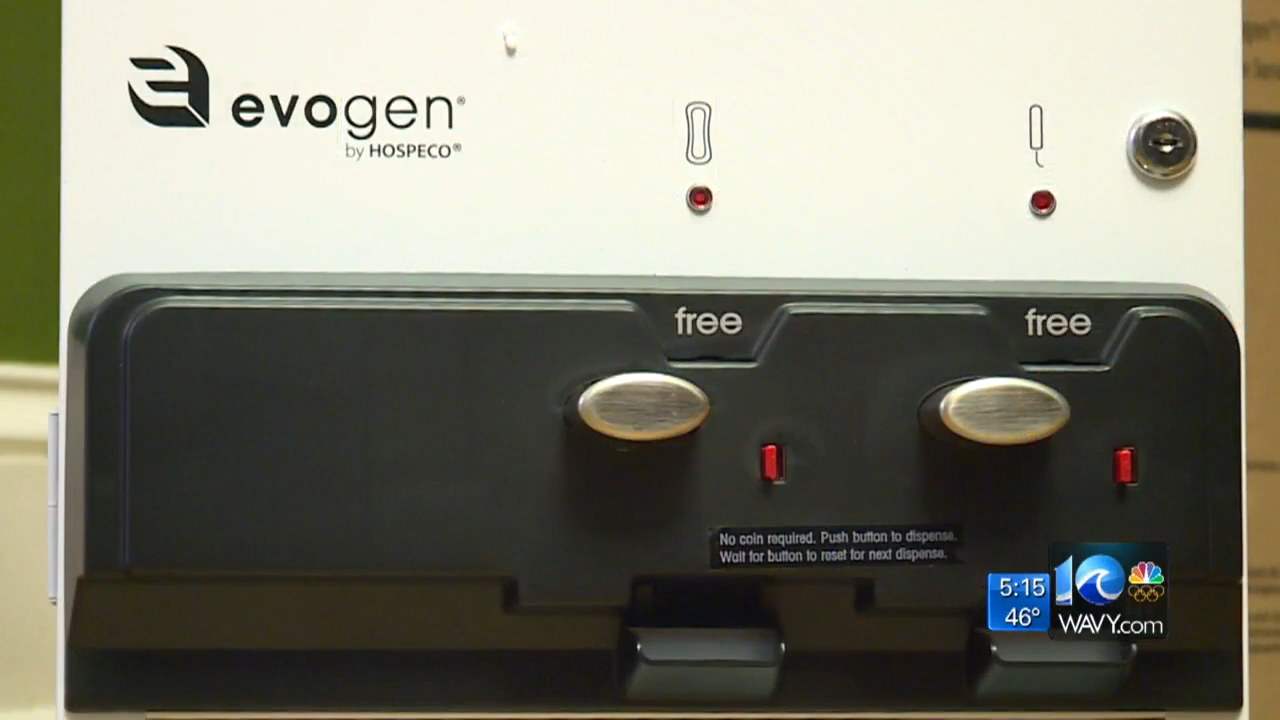 evogen®
by HOSPECO®
free
free
No coin required. Push button to dispense.
Wait for button to reset for next dispense.
5:15
46°
10
WAVY.com